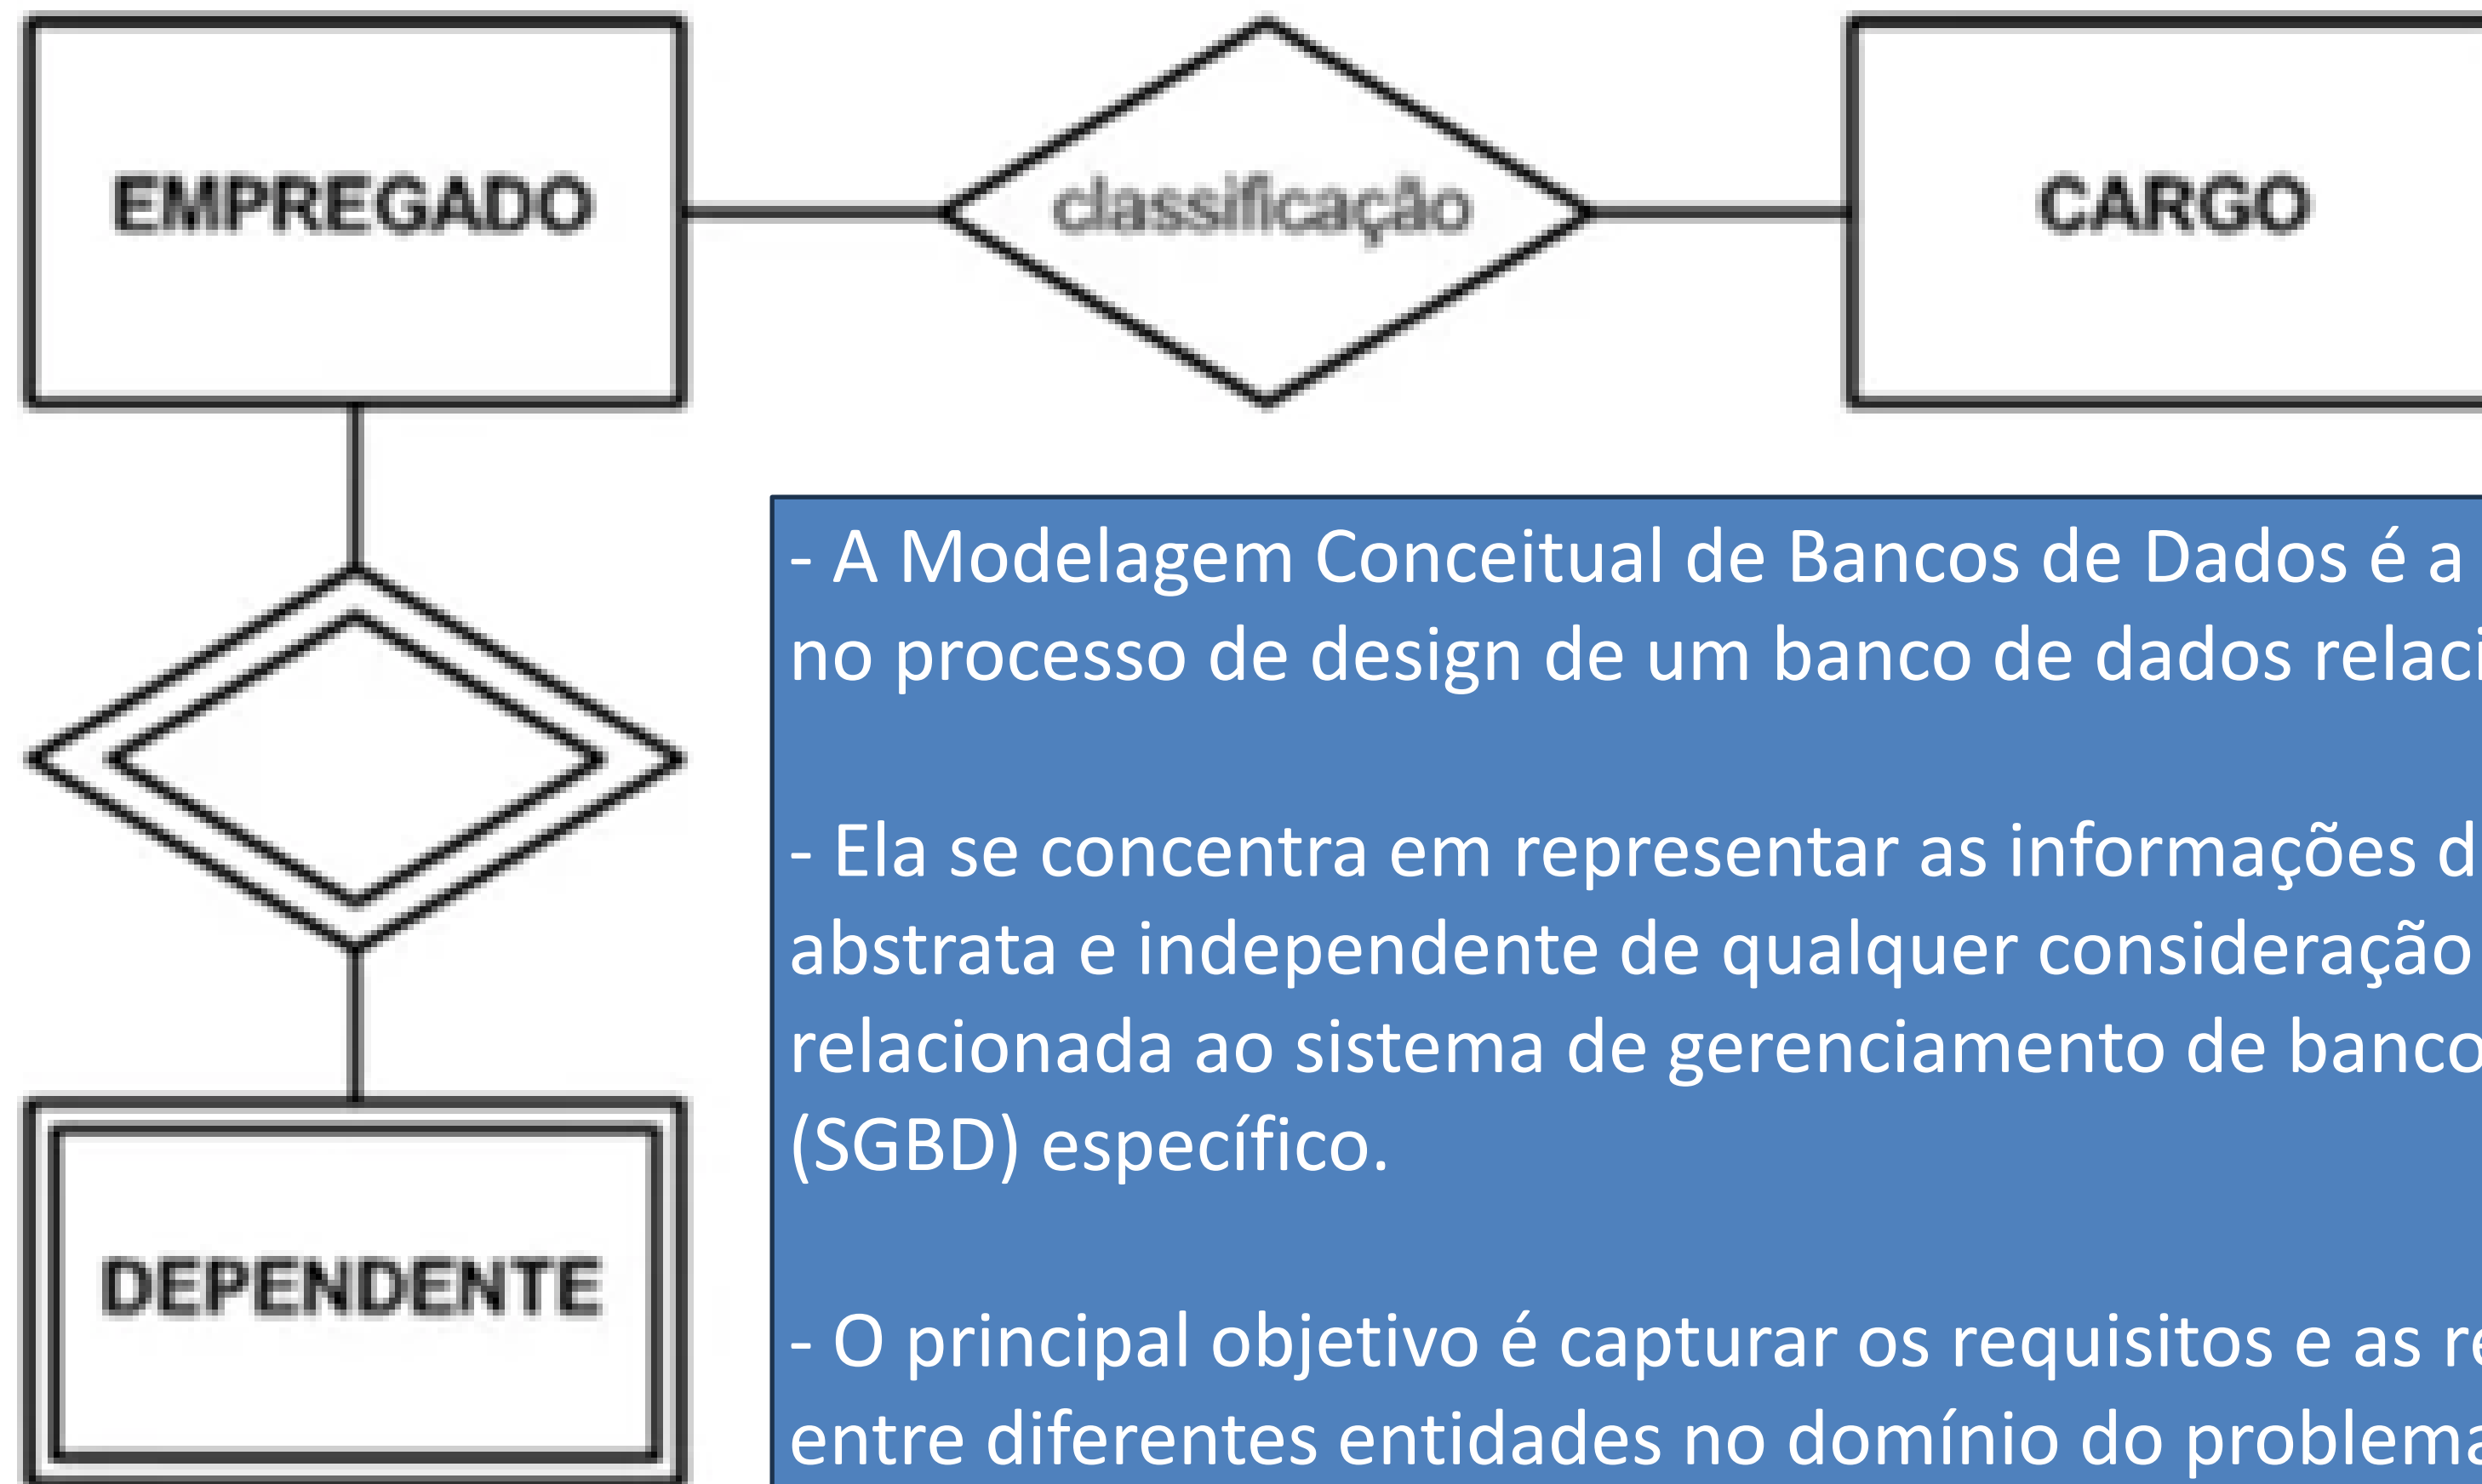 EMPREGADO classificação CARGO
- A Modelagem Conceitual de Bancos de Dados é a
no processo de design de um banco de dados relaci
- Ela se concentra em representar as informações d
abstrata e independente de qualquer consideração
relacionada ao sistema de gerenciamento de banco
(SGBD) específico.
DEPENDENTE
- O principal objetivo é capturar os requisitos e as re
entre diferentes entidades no domínio do problema